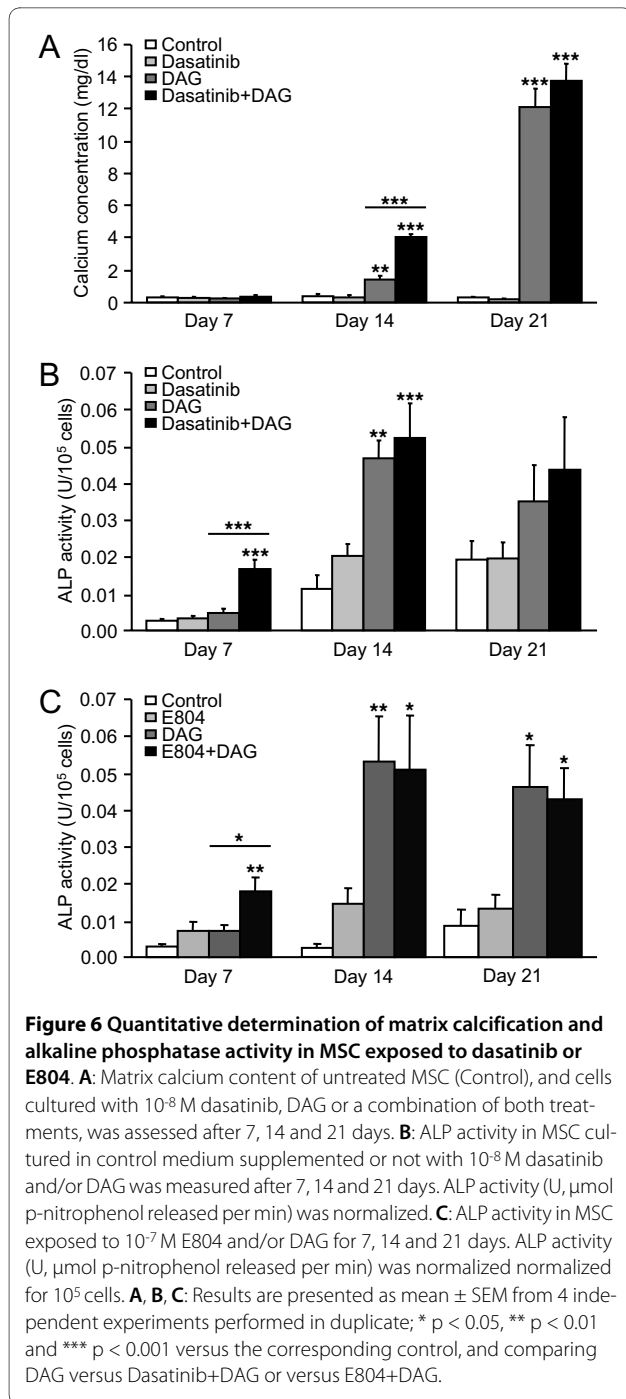 A
Control
Dasatinib
DAG
Dasatinib+DAG
Calcium concentration (mg/dl)
16
14
12
10
8
6
4
2
0
***
**
***
***
***
Day 7
Day 14
Day 21
B
Control
Dasatinib
DAG
Dasatinib+DAG
ALP activity (U/10⁵ cells)
0.07
0.06
0.05
0.04
0.03
0.02
0.01
0.00
***
***
**
***
Day 7
Day 14
Day 21
C
Control
E804
DAG
E804+DAG
ALP activity (U/10⁵ cells)
0.07
0.06
0.05
0.04
0.03
0.02
0.01
0.00
*
**
**
*
*
*
Day 7
Day 14
Day 21
Figure 6 Quantitative determination of matrix calcification and
alkaline phosphatase activity in MSC exposed to dasatinib or
E804. A: Matrix calcium content of untreated MSC (Control), and cells
cultured with 10⁻⁸ M dasatinib, DAG or a combination of both treat-
ments, was assessed after 7, 14 and 21 days. B: ALP activity in MSC cul-
tured in control medium supplemented or not with 10⁻⁸ M dasatinib
and/or DAG was measured after 7, 14 and 21 days. ALP activity (U, μmol
p-nitrophenol released per min) was normalized. C: ALP activity in MSC
exposed to 10⁻⁷ M E804 and/or DAG for 7, 14 and 21 days. ALP activity
(U, μmol p-nitrophenol released per min) was normalized normalized
for 10⁵ cells. A, B, C: Results are presented as mean ± SEM from 4 inde-
pendent experiments performed in duplicate; * p < 0.05, ** p < 0.01
and *** p < 0.001 versus the corresponding control, and comparing
DAG versus Dasatinib+DAG or versus E804+DAG.